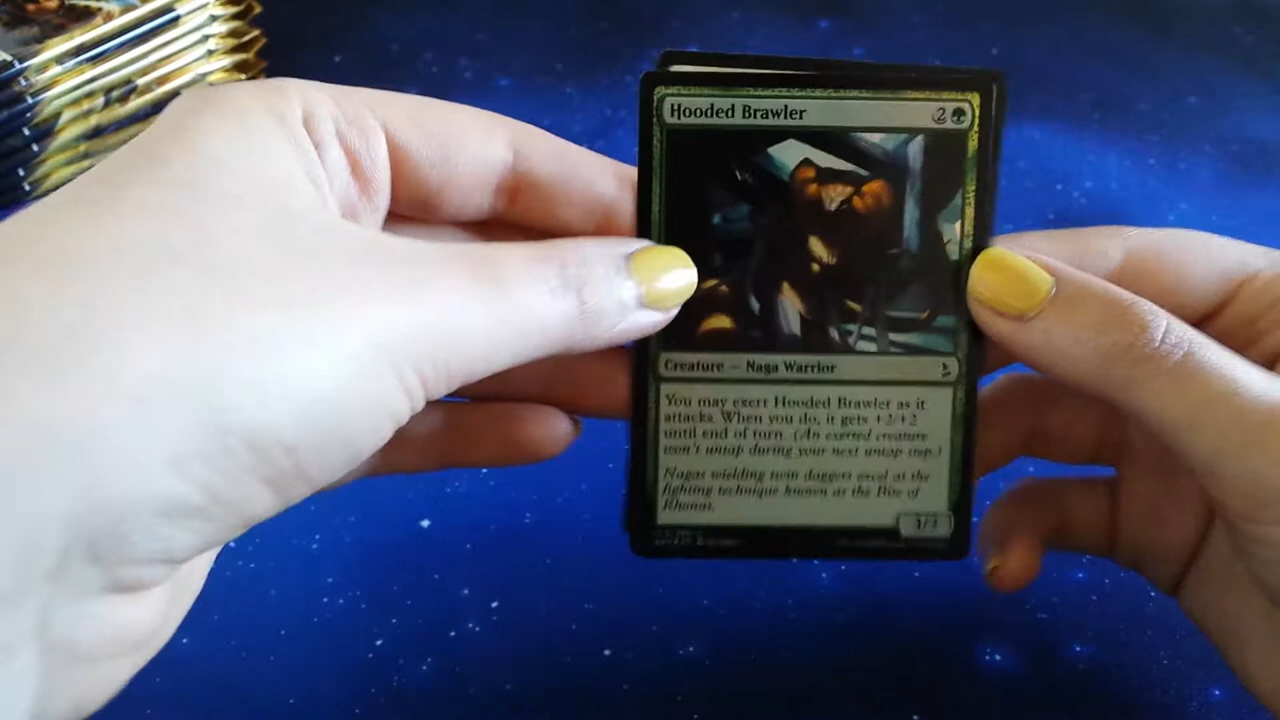 Hooded Brawler 2
Creature — Naga Warrior
You may exert Hooded Brawler as it
attacks. When you do, it gets +2/+2
until end of turn. (An exerted creature
won't untap during your next untap step.)
Nagas wielding twin daggers excel at the
fighting technique known as the Bite of
Rhonas.